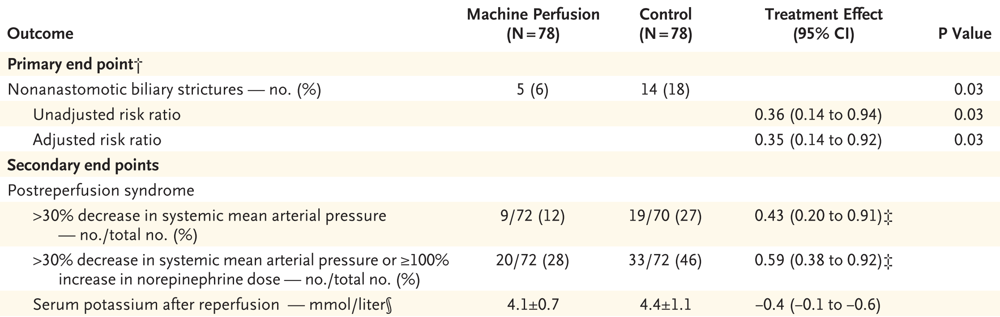 Outcome Machine Perfusion (N=78) Control (N=78) Treatment Effect (95% CI) P Value
Primary end point†
Nonanastomotic biliary strictures — no. (%) 5 (6) 14 (18) 0.03
Unadjusted risk ratio 0.36 (0.14 to 0.94) 0.03
Adjusted risk ratio 0.35 (0.14 to 0.92) 0.03
Secondary end points
Postreperfusion syndrome
>30% decrease in systemic mean arterial pressure 9/72 (12) 19/70 (27) 0.43 (0.20 to 0.91)‡
— no./total no. (%)
>30% decrease in systemic mean arterial pressure or ≥100% 20/72 (28) 33/72 (46) 0.59 (0.38 to 0.92)‡
increase in norepinephrine dose — no./total no. (%)
Serum potassium after reperfusion — mmol/liter§ 4.1±0.7 4.4±1.1 –0.4 (–0.1 to –0.6)